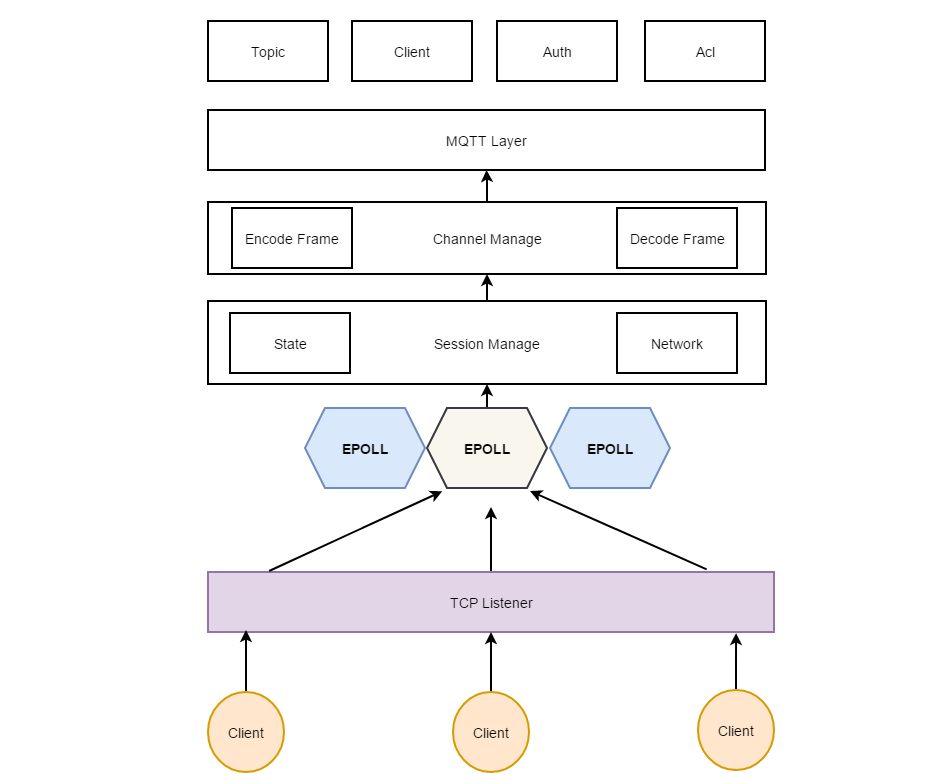 Topic
Client
Auth
Acl
MQTT Layer
Encode Frame
Channel Manage
Decode Frame
State
Session Manage
Network
EPOLL
EPOLL
EPOLL
TCP Listener
Client
Client
Client